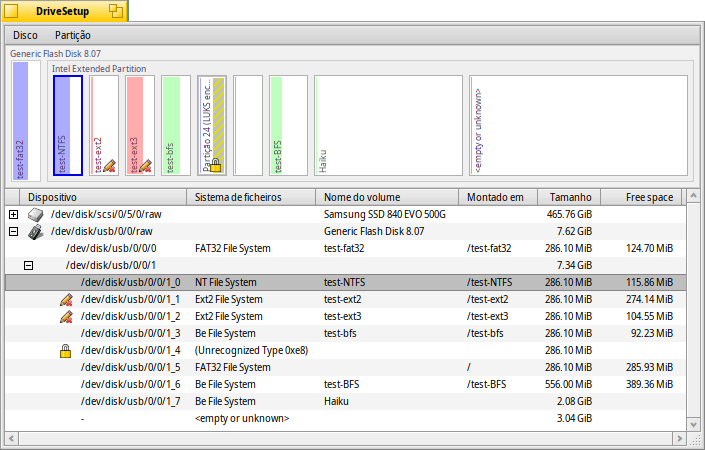 DriveSetup
Disco Partição
Generic Flash Disk 8.07
Intel Extended Partition
test-fat32
test-NTFS
test-ext2
test-ext3
test-bfs
Partição 24 (LUKS enc...
test-BFS
Haiku
<empty or unknown>
Dispositivo Sistema de ficheiros Nome do volume Montado em Tamanho Free space
/dev/disk/scsi/0/5/0/raw Samsung SSD 840 EVO 500G 465.76 GiB
/dev/disk/usb/0/0/raw Generic Flash Disk 8.07 7.62 GiB
/dev/disk/usb/0/0/0 FAT32 File System test-fat32 /test-fat32 286.10 MiB 124.70 MiB
/dev/disk/usb/0/0/1 7.34 GiB
/dev/disk/usb/0/0/1_0 NT File System test-NTFS /test-NTFS 286.10 MiB 115.86 MiB
/dev/disk/usb/0/0/1_1 Ext2 File System test-ext2 /test-ext2 286.10 MiB 274.14 MiB
/dev/disk/usb/0/0/1_2 Ext2 File System test-ext3 /test-ext3 286.10 MiB 104.55 MiB
/dev/disk/usb/0/0/1_3 Be File System test-bfs /test-bfs 286.10 MiB 92.23 MiB
/dev/disk/usb/0/0/1_4 (Unrecognized Type 0xe8) 286.10 MiB
/dev/disk/usb/0/0/1_5 FAT32 File System / 286.10 MiB 285.93 MiB
/dev/disk/usb/0/0/1_6 Be File System test-BFS /test-BFS 556.00 MiB 389.36 MiB
/dev/disk/usb/0/0/1_7 Be File System Haiku 2.08 GiB
- <empty or unknown> 3.04 GiB